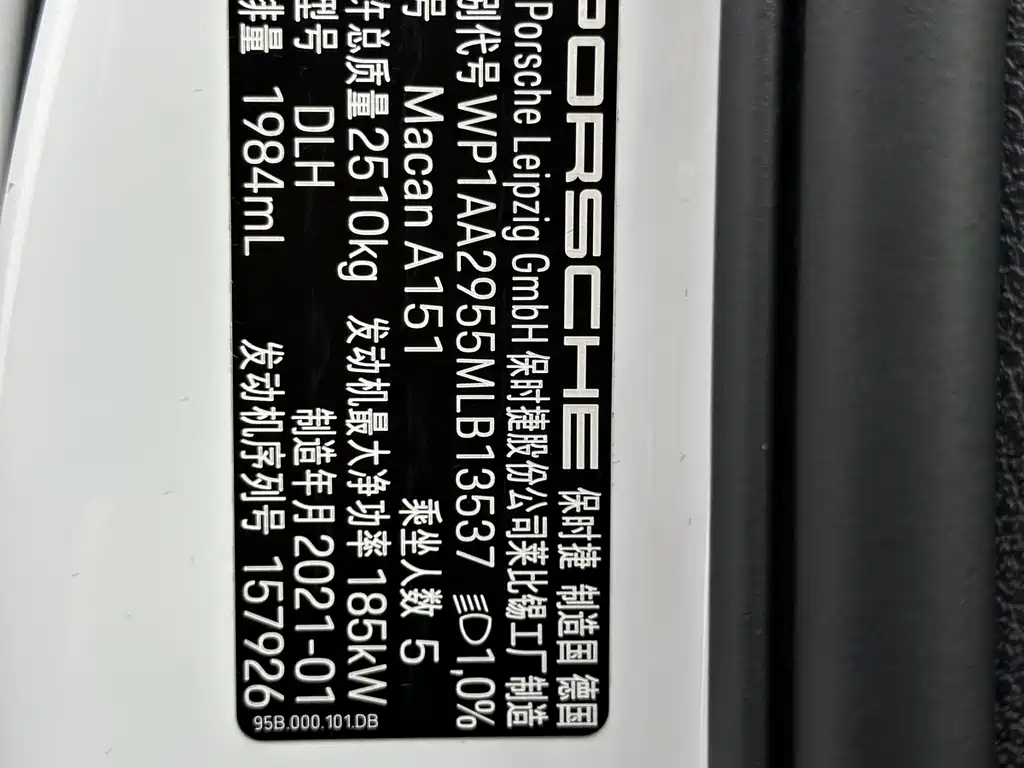 PORSCHE 保时捷 制造国 德国
Porsche Leipzig GmbH 保时捷股份公司莱比锡工厂 制造
别代号 WP1AA2955MLB13537 1,0%
号 Macan A151 乘坐人数 5
许总质量 2510kg 发动机最大净功率 185kW
型号 DLH 制造年月 2021-01
排量 1984mL 发动机序列号 157926
95B.000.101.DB